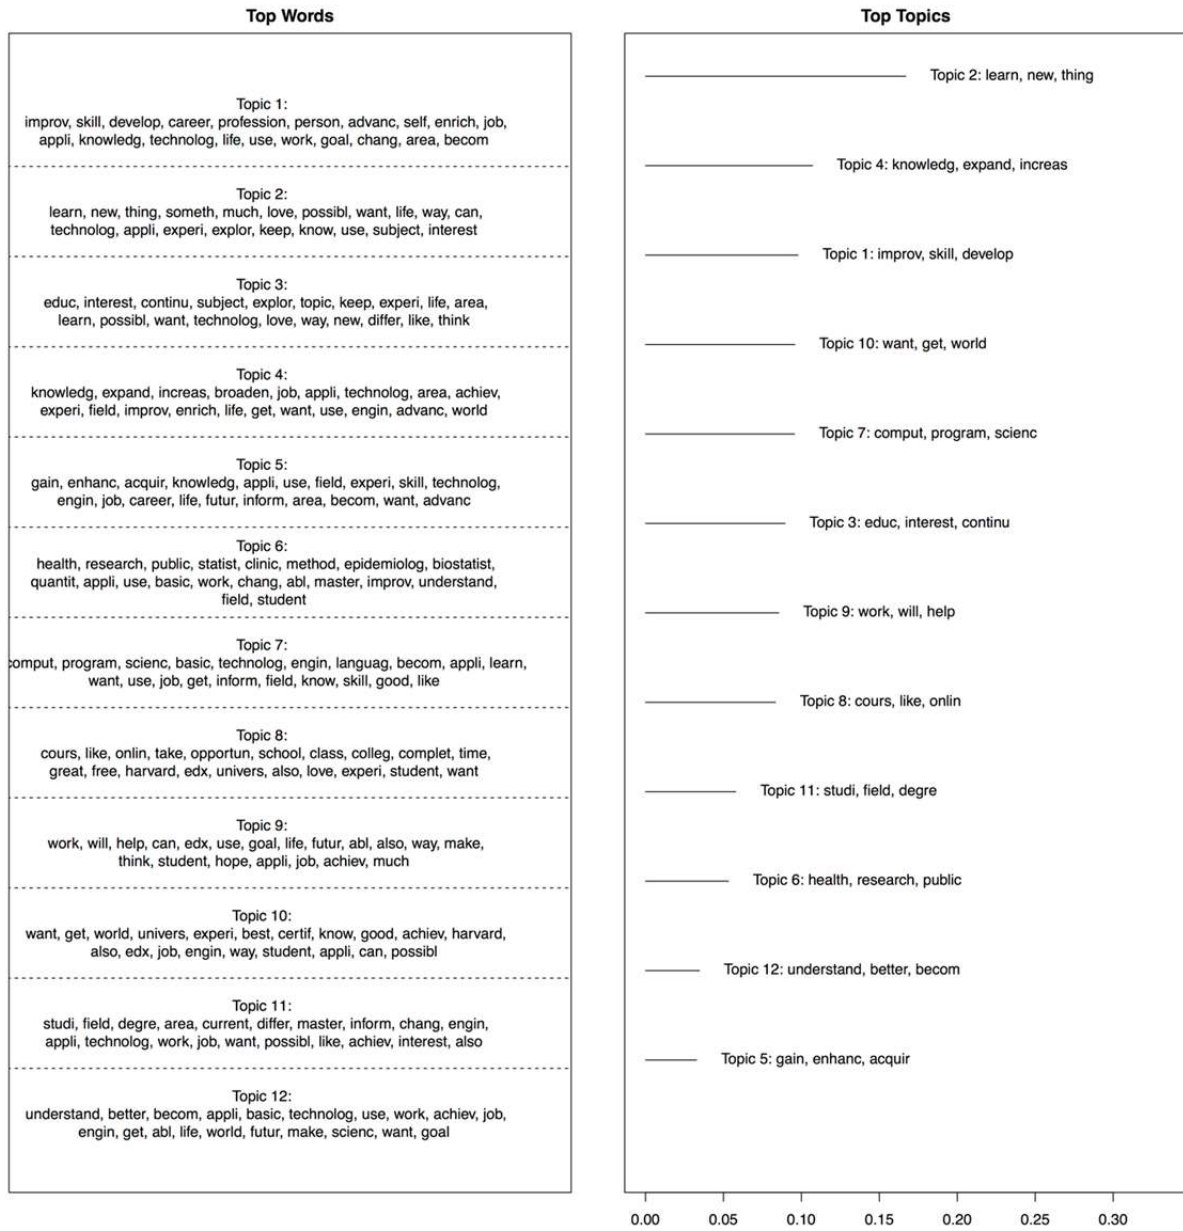 Top Words
Topic 1:
improv, skill, develop, career, profession, person, advanc, self, enrich, job,
appli, knowledg, technolog, life, use, work, goal, chang, area, becom
Topic 2:
learn, new, thing, someth, much, love, possibl, want, life, way, can,
technolog, appli, experi, explor, keep, know, use, subject, interest
Topic 3:
educ, interest, continu, subject, explor, topic, keep, experi, life, area,
learn, possibl, want, technolog, love, way, new, differ, like, think
Topic 4:
knowledg, expand, increas, broaden, job, appli, technolog, area, achiev,
experi, field, improv, enrich, life, get, want, use, engin, advanc, world
Topic 5:
gain, enhanc, acquir, knowledg, appli, use, field, experi, skill, technolog,
engin, job, career, life, futur, inform, area, becom, want, advanc
Topic 6:
health, research, public, statist, clinic, method, epidemiolog, biostatist,
quantit, appli, use, basic, work, chang, abl, master, improv, understand,
field, student
Topic 7:
comput, program, scienc, basic, technolog, engin, languag, becom, appli, learn,
want, use, job, get, inform, field, know, skill, good, like
Topic 8:
cours, like, onlin, take, opportun, school, class, colleg, complet, time,
great, free, harvard, edx, univers, also, love, experi, student, want
Topic 9:
work, will, help, can, edx, use, goal, life, futur, abl, also, way, make,
think, student, hope, appli, job, achiev, much
Topic 10:
want, get, world, univers, experi, best, certif, know, good, achiev, harvard,
also, edx, job, engin, way, student, appli, can, possibl
Topic 11:
studi, field, degre, area, current, differ, master, inform, chang, engin,
appli, technolog, work, job, want, possibl, like, achiev, interest, also
Topic 12:
understand, better, becom, appli, basic, technolog, use, work, achiev, job,
engin, get, abl, life, world, futur, make, scienc, want, goal
Top Topics
Topic 2: learn, new, thing
Topic 4: knowledg, expand, increas
Topic 1: improv, skill, develop
Topic 10: want, get, world
Topic 7: comput, program, scienc
Topic 3: educ, interest, continu
Topic 9: work, will, help
Topic 8: cours, like, onlin
Topic 11: studi, field, degre
Topic 6: health, research, public
Topic 12: understand, better, becom
Topic 5: gain, enhanc, acquir
0.00 0.05 0.10 0.15 0.20 0.25 0.30